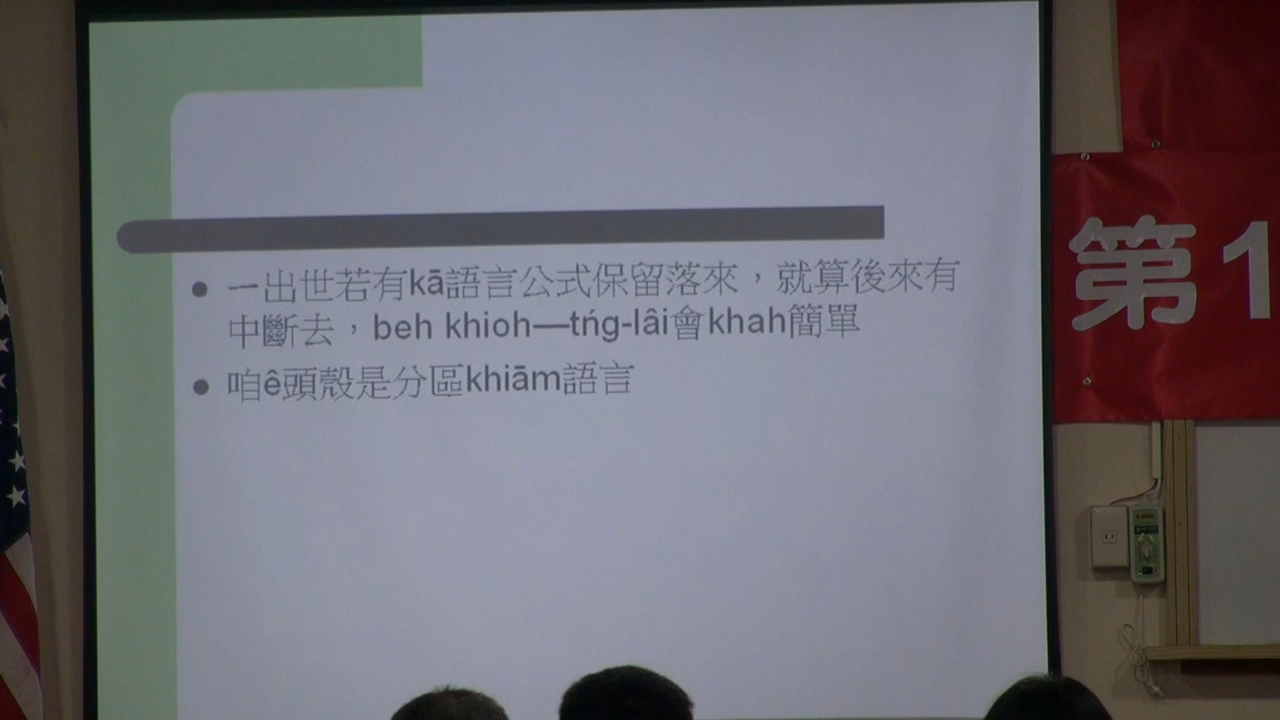 一出世若有kā語言公式保留落來，就算後來有
中斷去，beh khioh—tńg-lâi會khah簡單
咱ê頭殼是分區khiām語言
第1